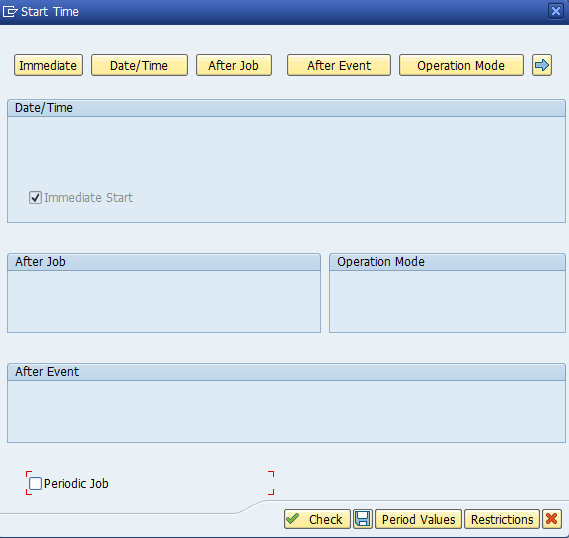 Start Time
Immediate Date/Time After Job After Event Operation Mode
Date/Time
Immediate Start
After Job Operation Mode
After Event
Periodic Job
Check Period Values Restrictions